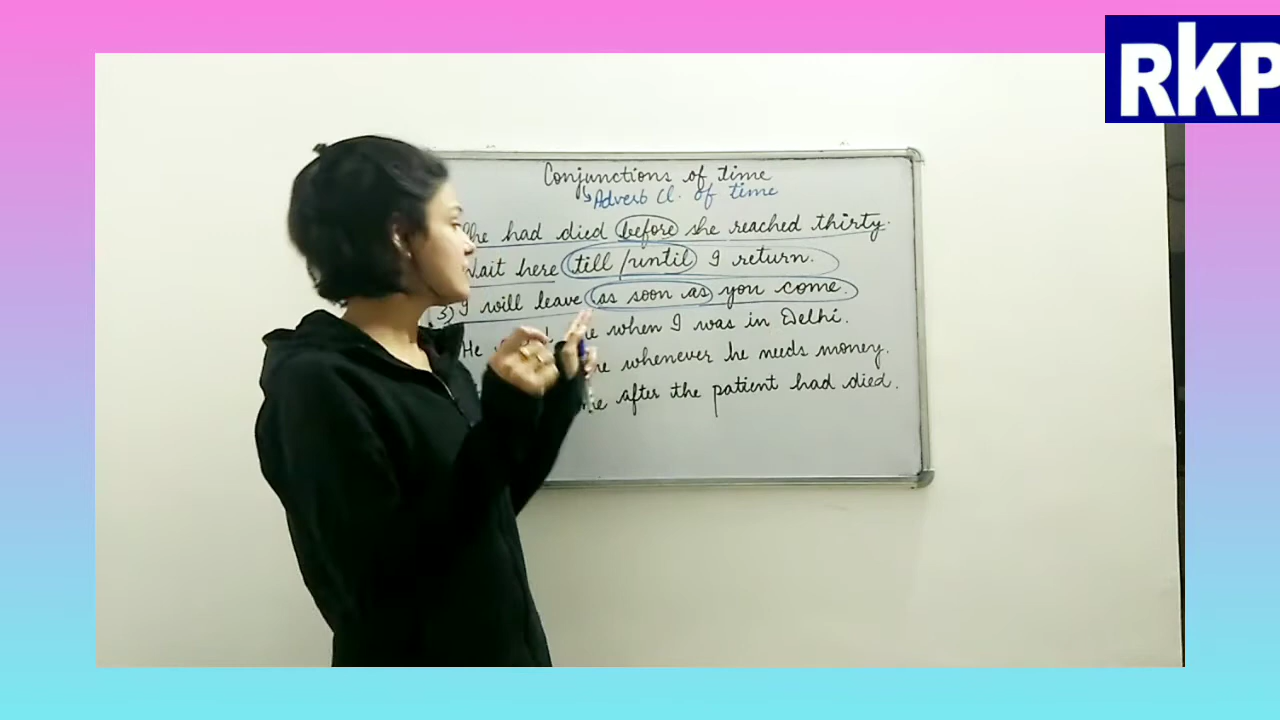 RKP
Conjunctions of time
↳Adverb Cl. of time
he had died before she reached thirty.
Wait here till / until I return.
(3) I will leave as soon as you come.
He when I was in Delhi.
whenever he needs money.
after the patient had died.